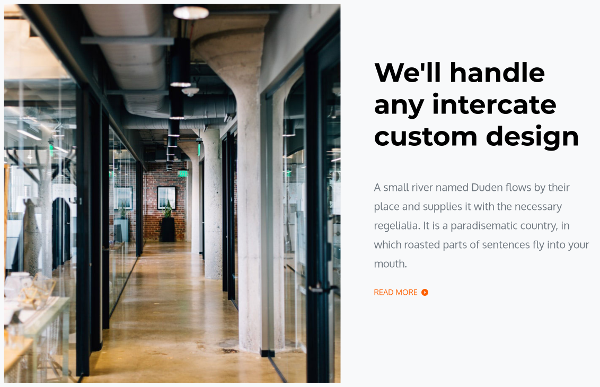 We'll handle
any intercate
custom design
A small river named Duden flows by their
place and supplies it with the necessary
regelialia. It is a paradisematic country, in
which roasted parts of sentences fly into your
mouth.
READ MORE